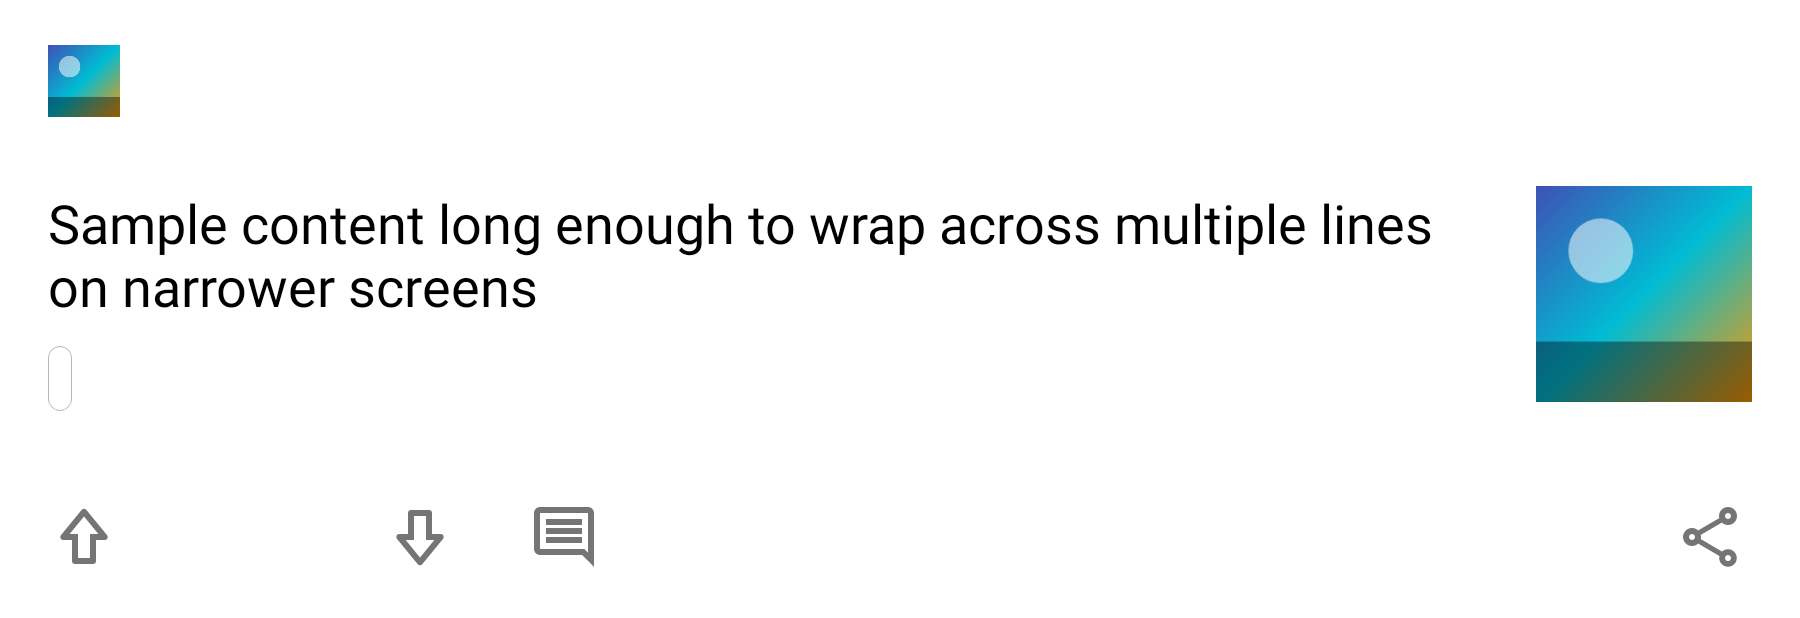 Sample content long enough to wrap across multiple lines
on narrower screens